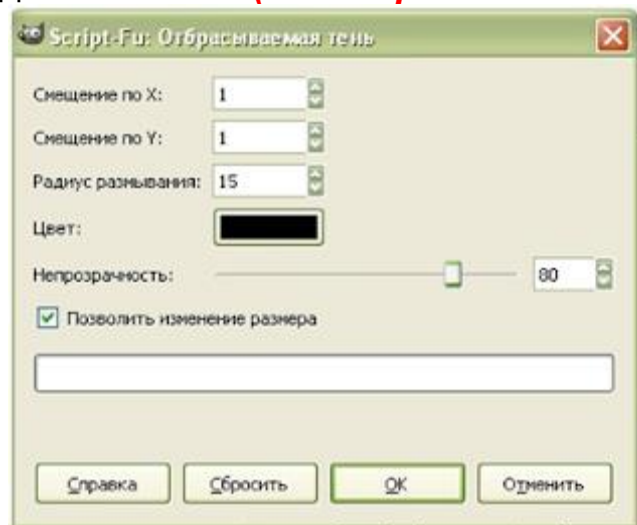 Script-Fu: Отбрасываемая тень
Смещение по X: 1
Смещение по Y: 1
Радиус размывания: 15
Цвет:
Непрозрачность: 80
Позволить изменение размера
Справка Сбросить OK Отменить